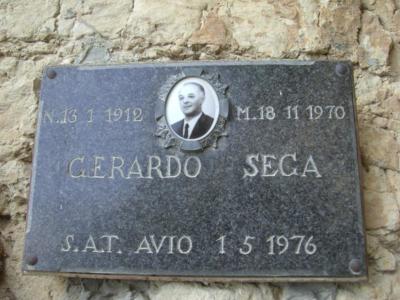 N.13 1 1912 M.18 11 1970
GERARDO SEGA
S.A.T. AVIO 1 5 1976